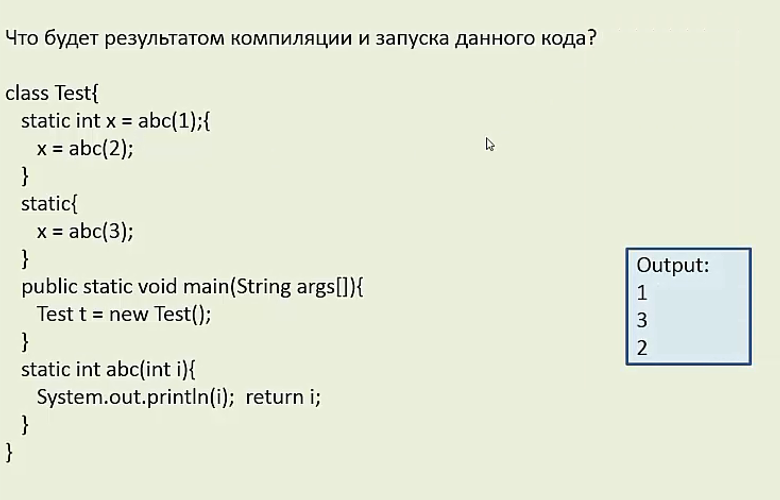 Что будет результатом компиляции и запуска данного кода?
class Test{
static int x = abc(1);{
x = abc(2);
}
static{
x = abc(3);
}
public static void main(String args[]){
Test t = new Test();
}
static int abc(int i){
System.out.println(i);  return i;
}
}
Output:
1
3
2